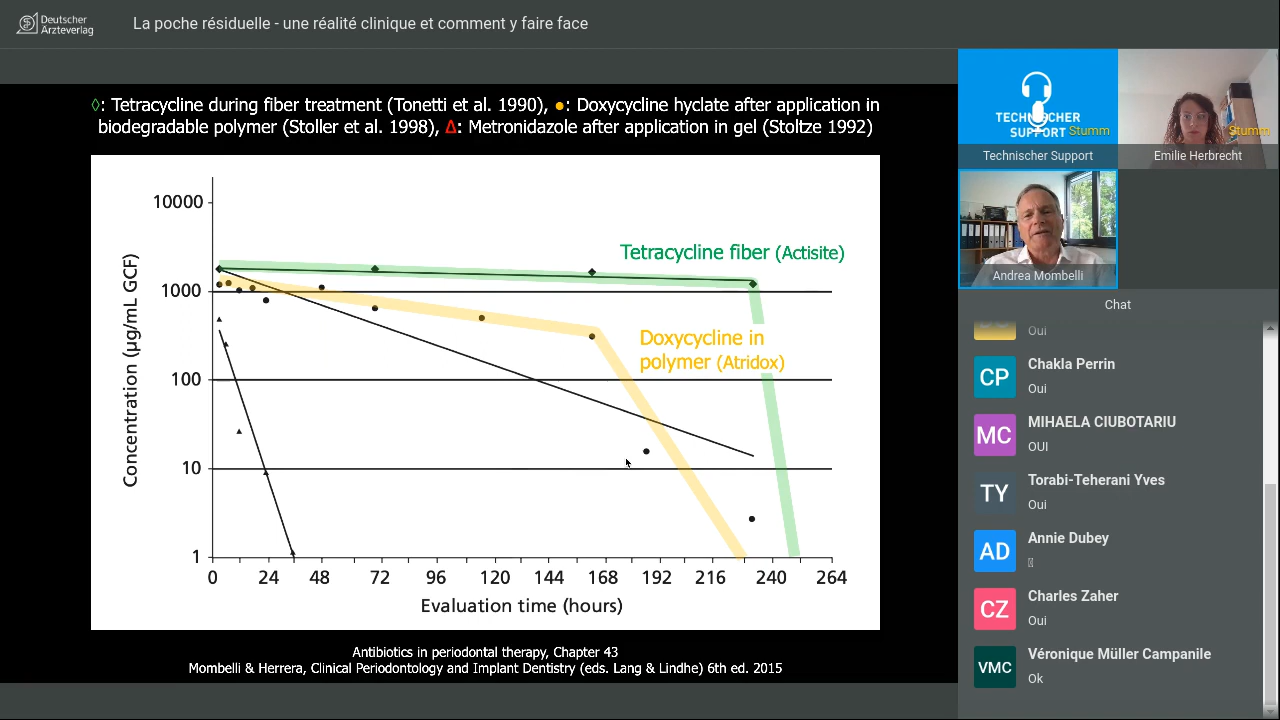 Deutscher
Ärzteverlag
La poche résiduelle - une réalité clinique et comment y faire face
◊: Tetracycline during fiber treatment (Tonetti et al. 1990), ●: Doxycycline hyclate after application in
biodegradable polymer (Stoller et al. 1998), Δ: Metronidazole after application in gel (Stoltze 1992)
Concentration (µg/mL GCF)
10000
1000
100
10
1
Tetracycline fiber (Actisite)
Doxycycline in
polymer (Atridox)
0 24 48 72 96 120 144 168 192 216 240 264
Evaluation time (hours)
Antibiotics in periodontal therapy, Chapter 43
Mombelli & Herrera, Clinical Periodontology and Implant Dentistry (eds. Lang & Lindhe) 6th ed. 2015
TECHNISCHER
SUPPORT
Stumm
Technischer Support
Stumm
Emilie Herbrecht
Andrea Mombelli
Chat
Oui
CP
Chakla Perrin
Oui
MC
MIHAELA CIUBOTARIU
OUI
TY
Torabi-Teherani Yves
Oui
AD
Annie Dubey
CZ
Charles Zaher
Oui
VMC
Véronique Müller Campanile
Ok